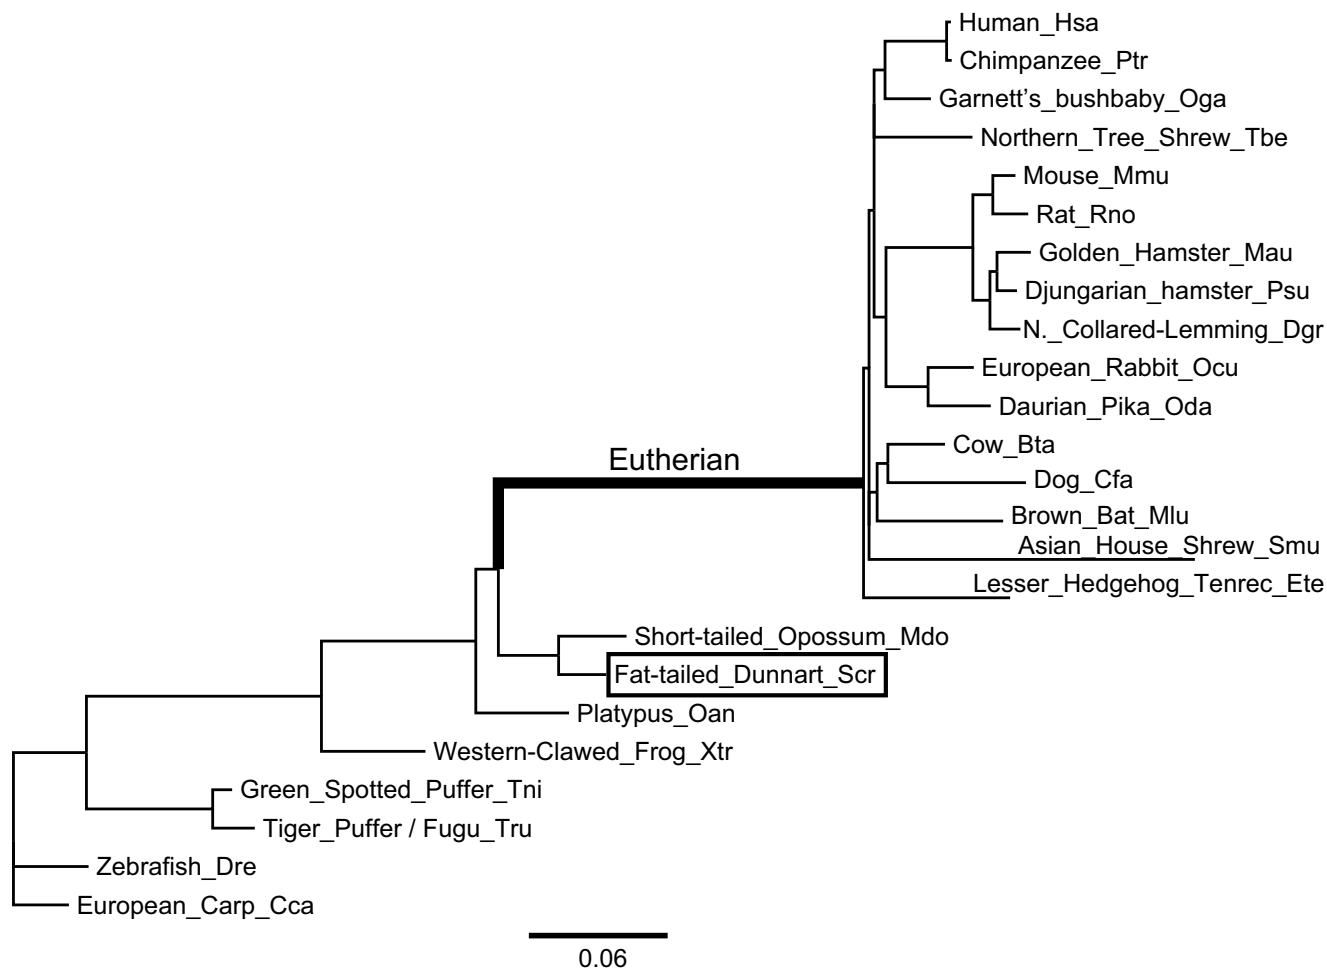 Human_Hsa
Chimpanzee_Ptr
Garnett’s_bushbaby_Oga
Northern_Tree_Shrew_Tbe
Mouse_Mmu
Rat_Rno
Golden_Hamster_Mau
Djungarian_hamster_Psu
N._Collared-Lemming_Dgr
European_Rabbit_Ocu
Daurian_Pika_Oda
Cow_Bta
Eutherian
Dog_Cfa
Brown_Bat_Mlu
Asian_House_Shrew_Smu
Lesser_Hedgehog_Tenrec_Ete
Short-tailed_Opossum_Mdo
Fat-tailed_Dunnart_Scr
Platypus_Oan
Western-Clawed_Frog_Xtr
Green_Spotted_Puffer_Tni
Tiger_Puffer / Fugu_Tru
Zebrafish_Dre
European_Carp_Cca
0.06